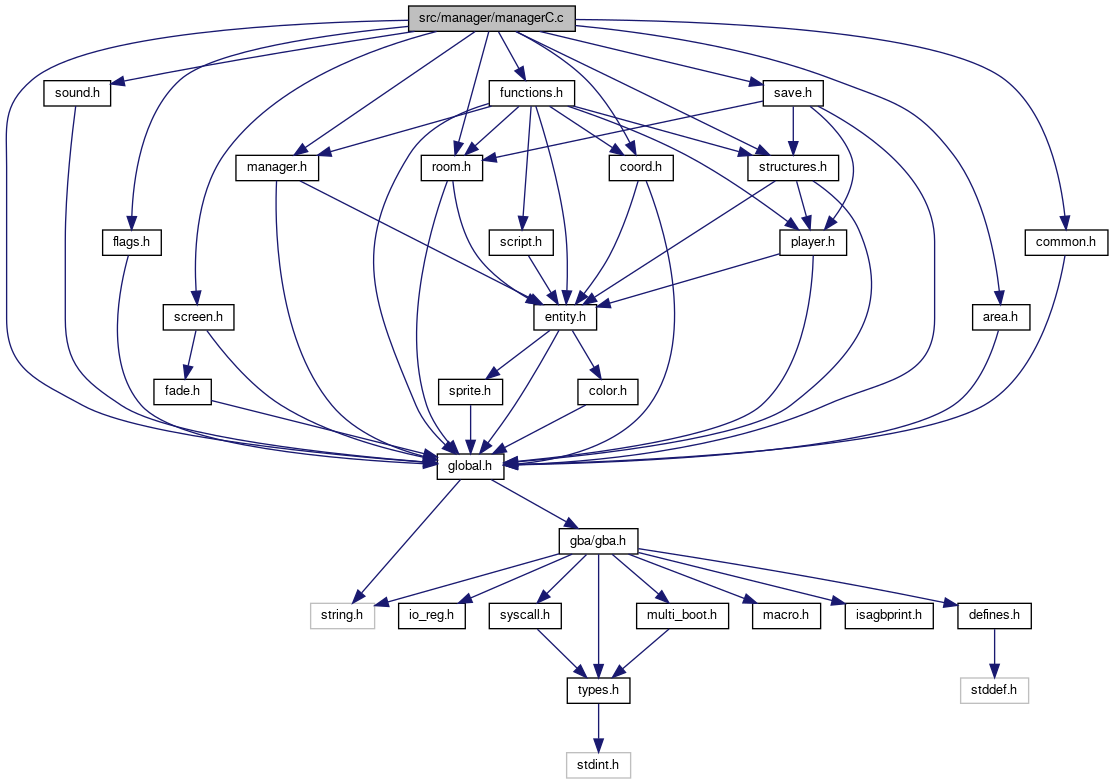 src/manager/managerC.c
sound.h
functions.h
save.h
manager.h
room.h
coord.h
structures.h
flags.h
script.h
player.h
common.h
screen.h
entity.h
area.h
fade.h
sprite.h
color.h
global.h
gba/gba.h
string.h
io_reg.h
syscall.h
multi_boot.h
macro.h
isagbprint.h
defines.h
types.h
stddef.h
stdint.h